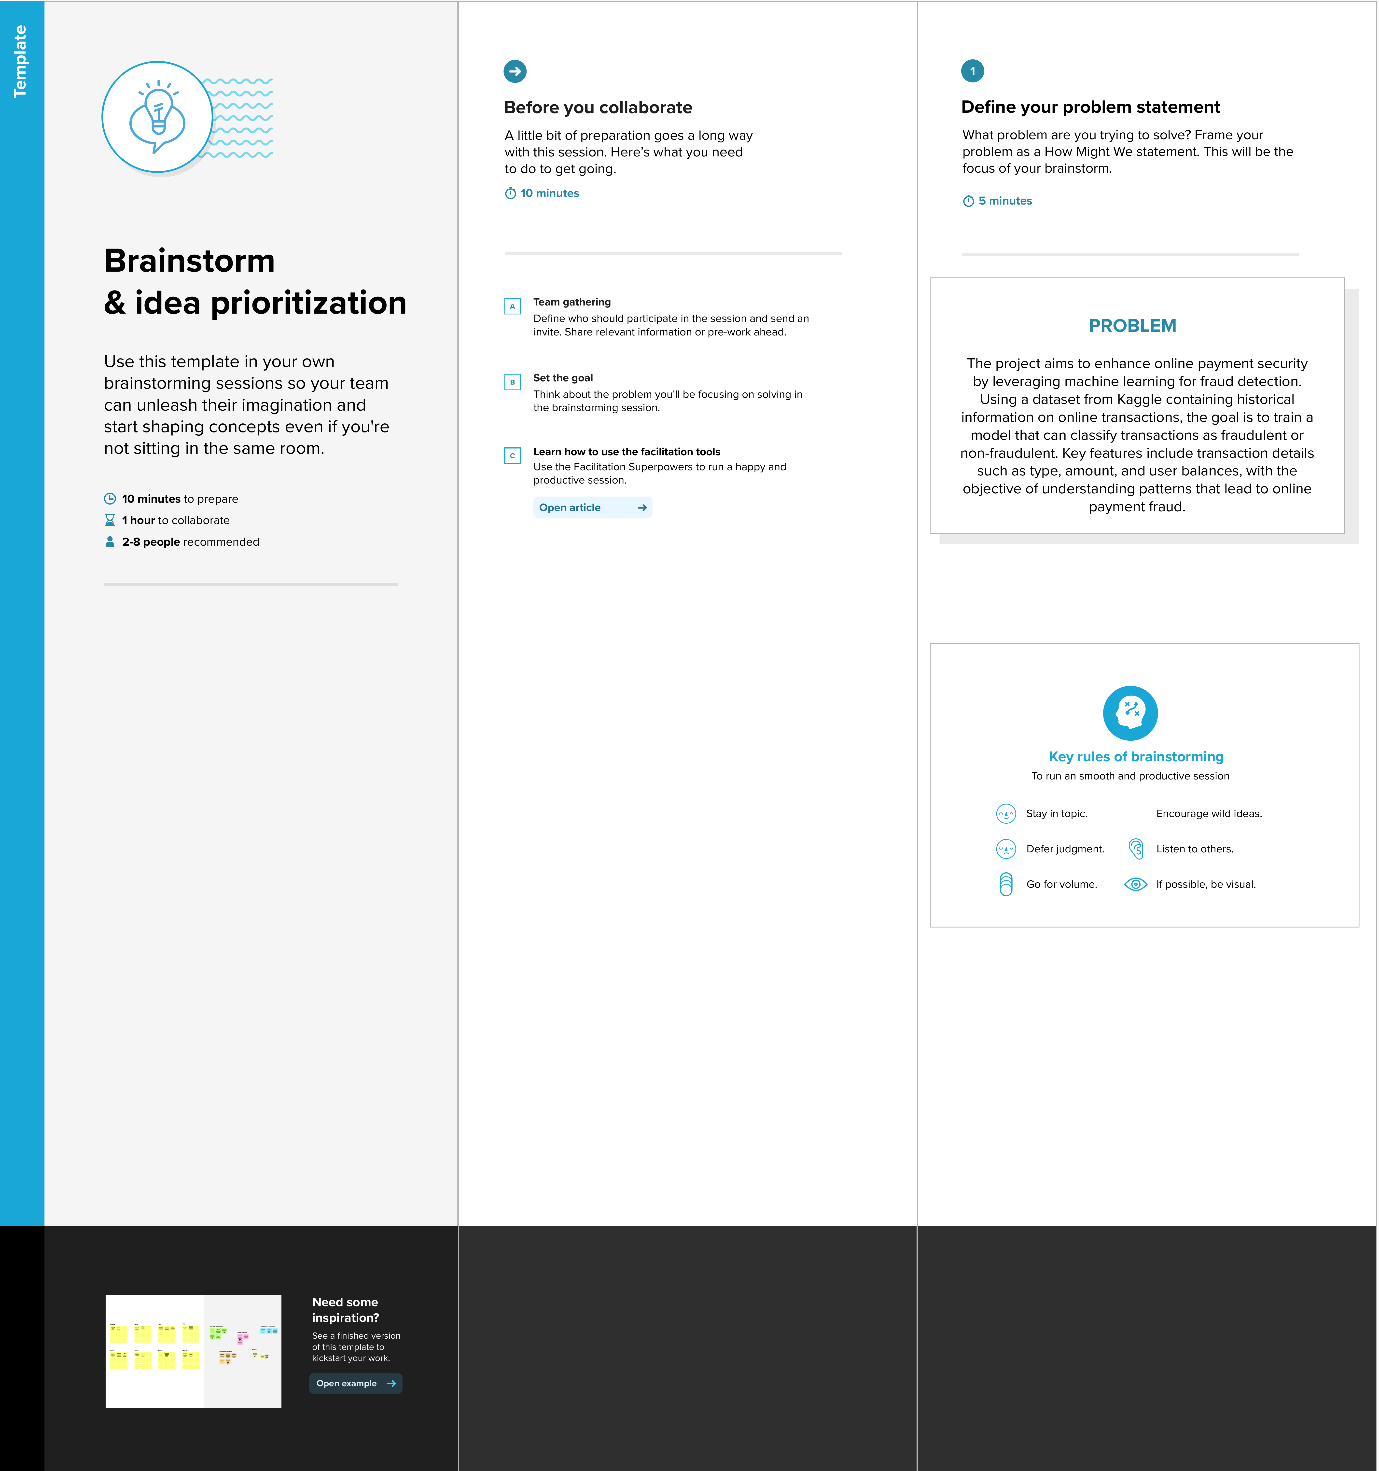 Template
Brainstorm
& idea prioritization
Use this template in your own
brainstorming sessions so your team
can unleash their imagination and
start shaping concepts even if you're
not sitting in the same room.
10 minutes to prepare
1 hour to collaborate
2-8 people recommended
Need some
inspiration?
See a finished version
of this template to
kickstart your work.
Open example
Before you collaborate
A little bit of preparation goes a long way
with this session. Here's what you need
to do to get going.
10 minutes
A
Team gathering
Define who should participate in the session and send an
invite. Share relevant information or pre-work ahead.
B
Set the goal
Think about the problem you'll be focusing on solving in
the brainstorming session.
C
Learn how to use the facilitation tools
Use the Facilitation Superpowers to run a happy and
productive session.
Open article
1
Define your problem statement
What problem are you trying to solve? Frame your
problem as a How Might We statement. This will be the
focus of your brainstorm.
5 minutes
PROBLEM
The project aims to enhance online payment security
by leveraging machine learning for fraud detection.
Using a dataset from Kaggle containing historical
information on online transactions, the goal is to train a
model that can classify transactions as fraudulent or
non-fraudulent. Key features include transaction details
such as type, amount, and user balances, with the
objective of understanding patterns that lead to online
payment fraud.
Key rules of brainstorming
To run an smooth and productive session
Stay in topic.
Encourage wild ideas.
Defer judgment.
Listen to others.
Go for volume.
If possible, be visual.